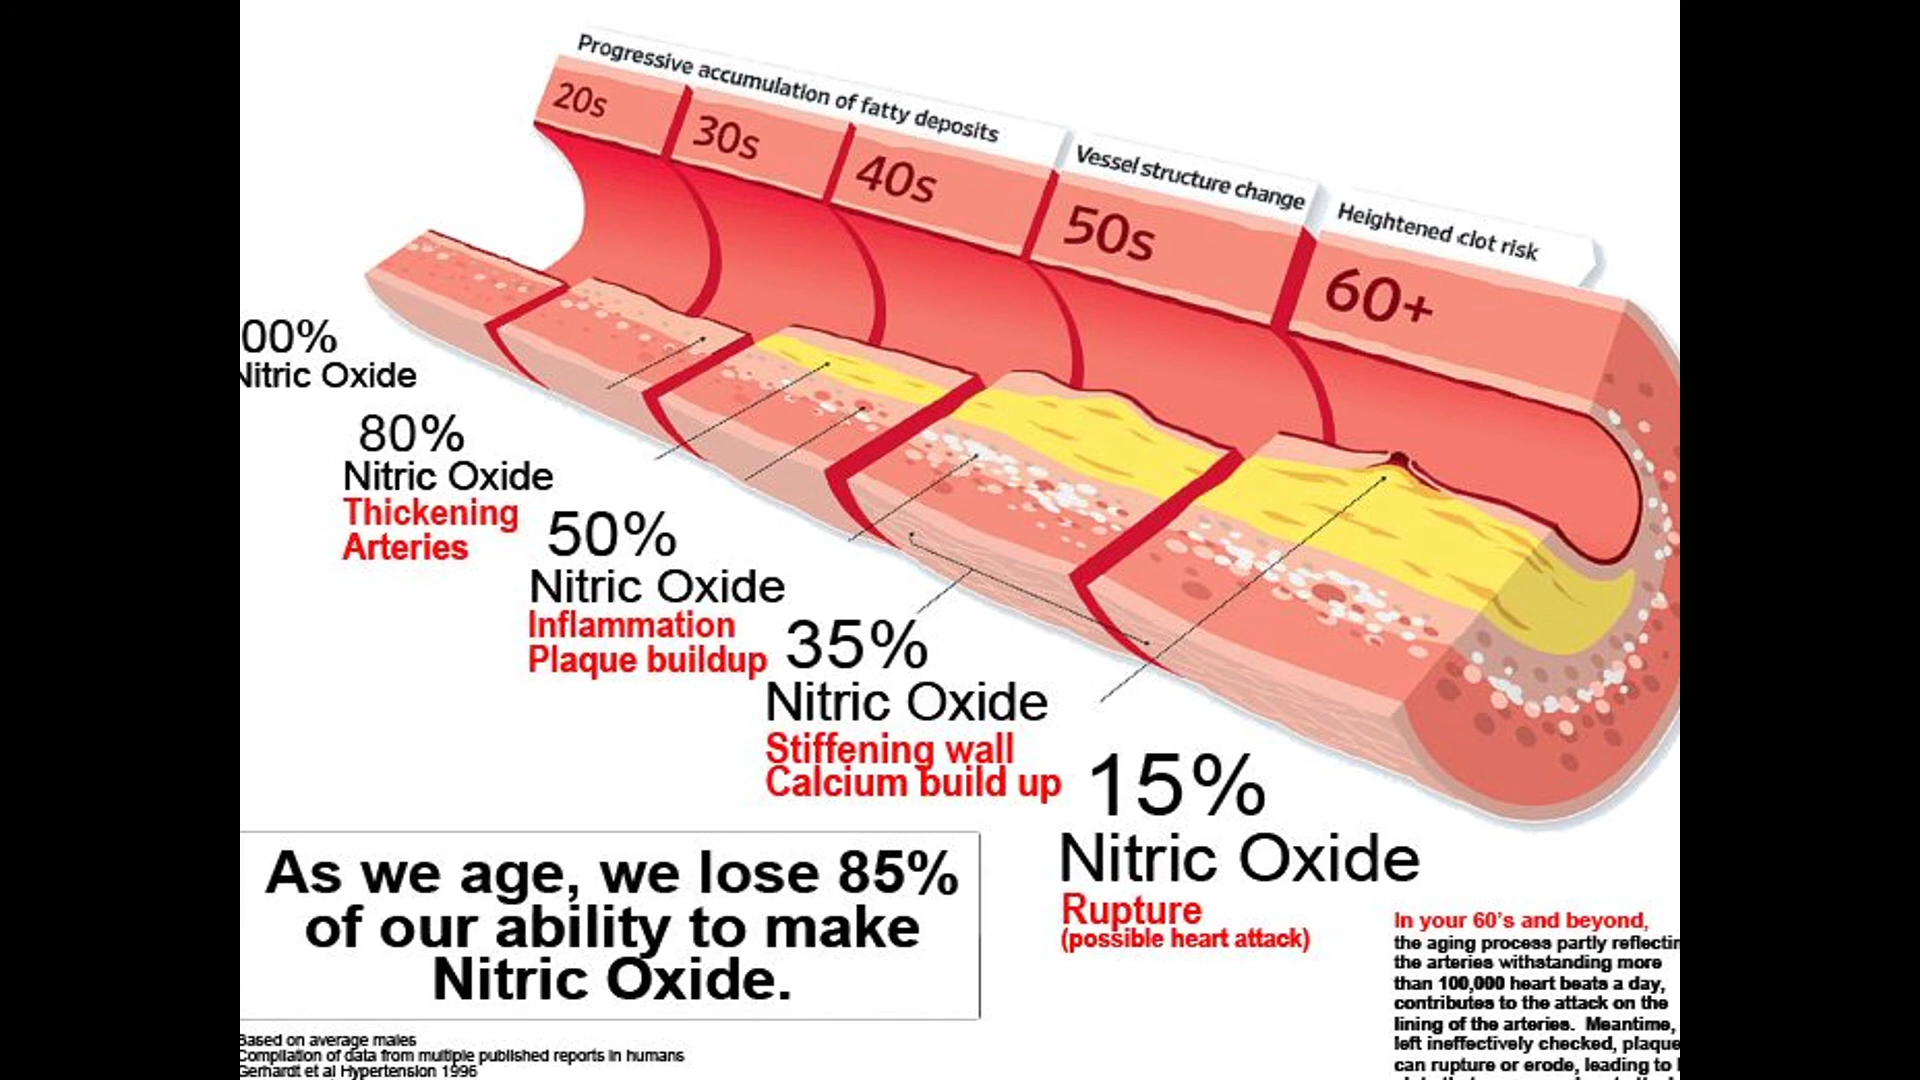 Progressive accumulation of fatty deposits
Vessel structure change
Heightened clot risk
20s
30s
40s
50s
60+
00%
Nitric Oxide
80%
Nitric Oxide
Thickening
Arteries
50%
Nitric Oxide
Inflammation
Plaque buildup
35%
Nitric Oxide
Stiffening wall
Calcium build up
15%
Nitric Oxide
Rupture
(possible heart attack)
As we age, we lose 85%
of our ability to make
Nitric Oxide.
Based on average males
Compilation of data from multiple published reports in humans
Gerhardt et al Hypertension 1996
In your 60's and beyond,
the aging process partly reflectin
the arteries withstanding more
than 100,000 heart beats a day,
contributes to the attack on the
lining of the arteries. Meantime,
left ineffectively checked, plaque
can rupture or erode, leading to